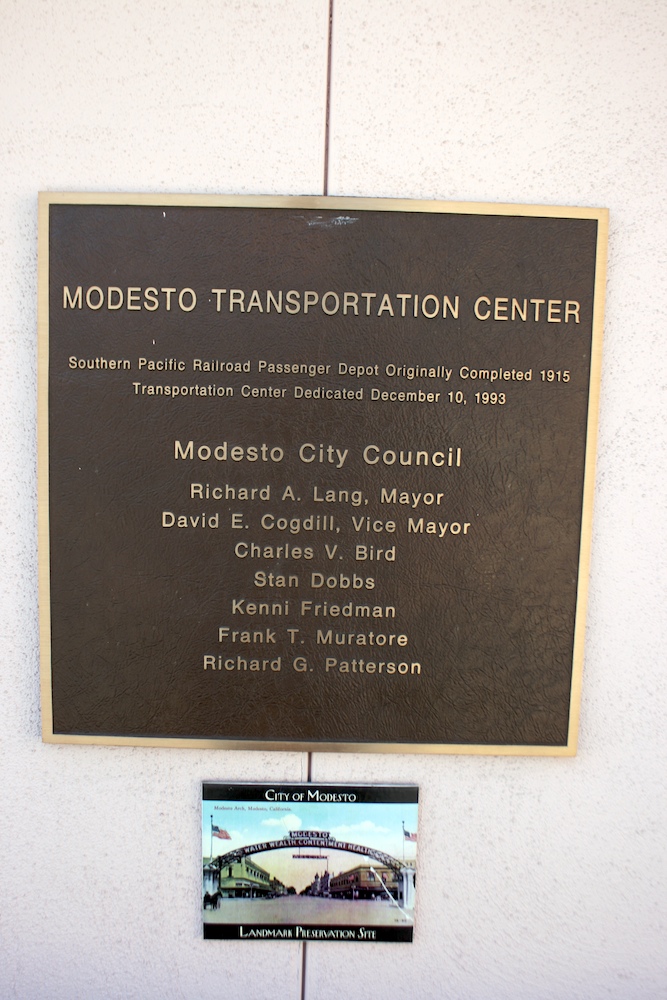 MODESTO TRANSPORTATION CENTER
Southern Pacific Railroad Passenger Depot Originally Completed 1915
Transportation Center Dedicated December 10, 1993
Modesto City Council
Richard A. Lang, Mayor
David E. Cogdill, Vice Mayor
Charles V. Bird
Stan Dobbs
Kenni Friedman
Frank T. Muratore
Richard G. Patterson
CITY OF MODESTO
Modesto Arch, Modesto, California.
MODESTO
WATER WEALTH CONTENTMENT HEALTH
LANDMARK PRESERVATION SITE